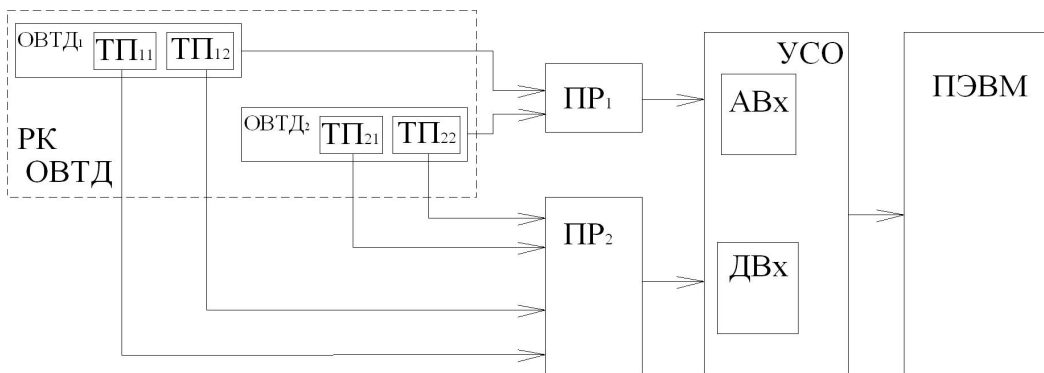 ОВТД₁ ТП₁₁ ТП₁₂
УСО
ПЭВМ
ПР₁
АВх
ОВТД₂ ТП₂₁ ТП₂₂
РК
ОВТД
ПР₂
ДВх